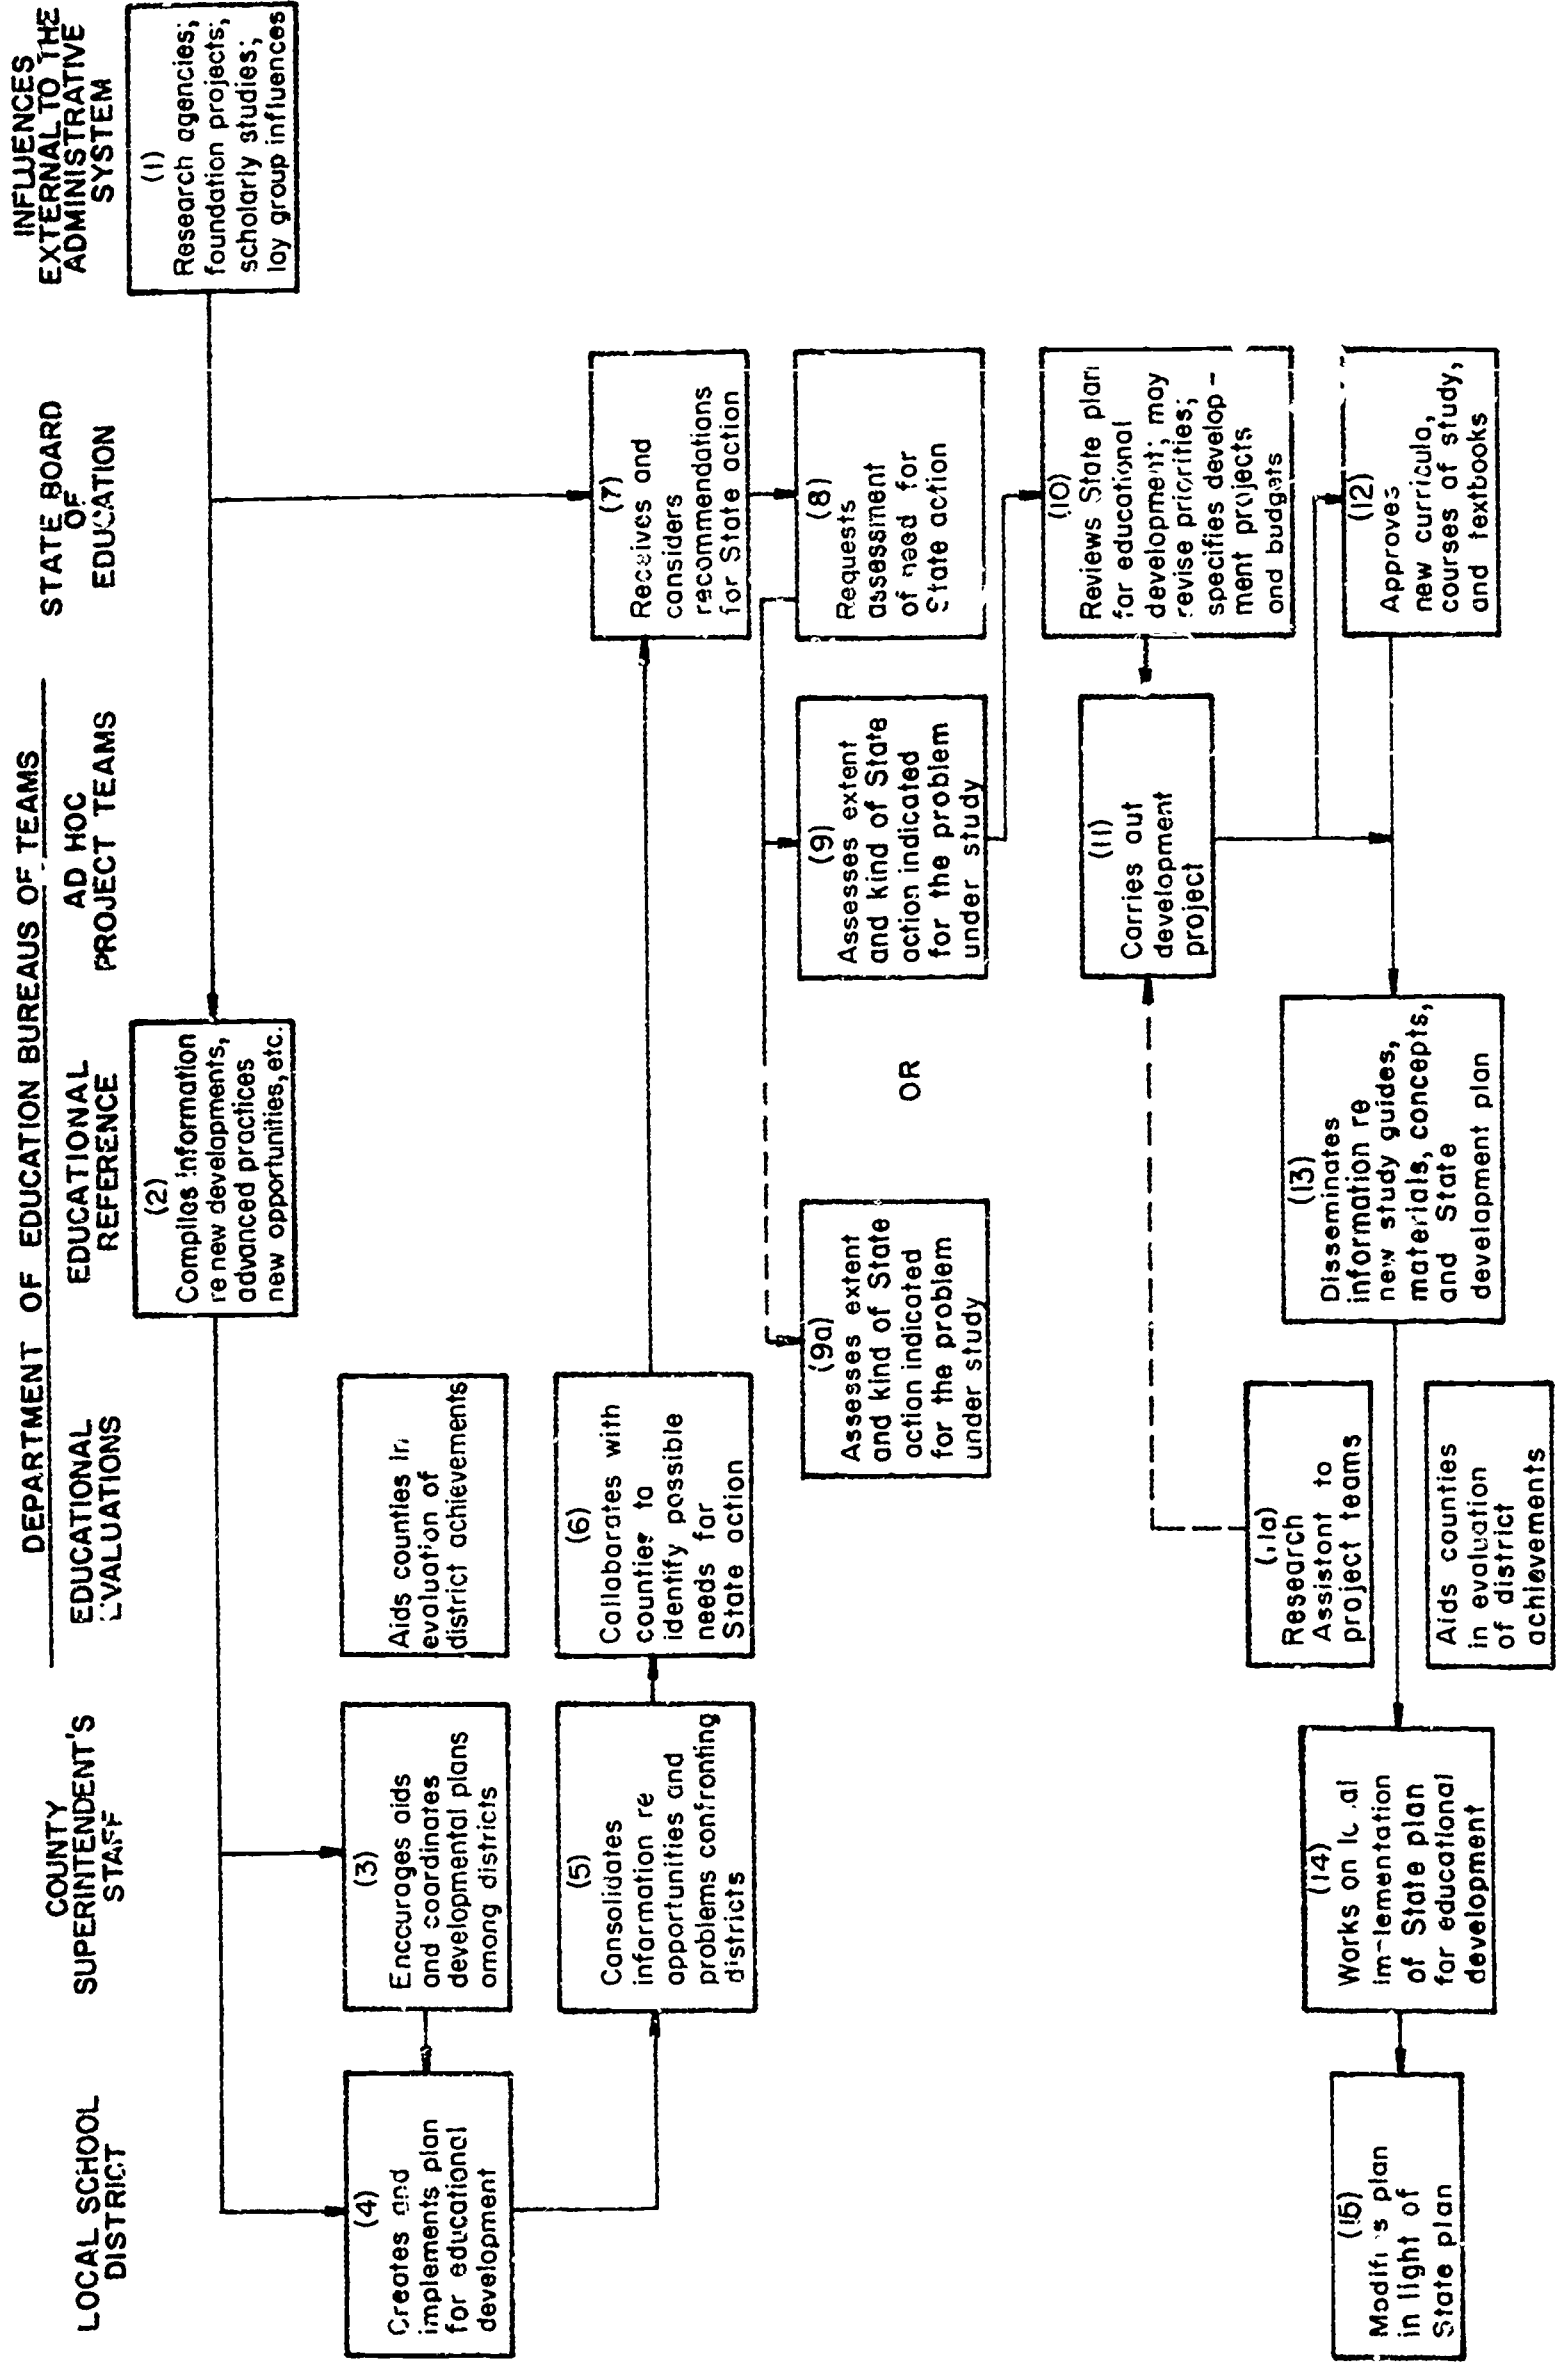 DEPARTMENT OF EDUCATION BUREAUS OF TEAMS
LOCAL SCHOOL
DISTRICT
COUNTY
SUPERINTENDENT'S
STAFF
EDUCATIONAL
EVALUATIONS
EDUCATIONAL
REFERENCE
AD HOC
PROJECT TEAMS
STATE BOARD
OF
EDUCATION
INFLUENCES
EXTERNAL TO THE
ADMINISTRATIVE
SYSTEM
(1)
Research agencies;
foundation projects;
scholarly studies;
lay group influences
(2)
Compiles information
re new developments,
advanced practices
new opportunities, etc.
(3)
Encourages aids
and coordinates
developmental plans
among districts
Aids counties in
evaluation of
district achievements
(4)
Creates and
implements plan
for educational
development
(5)
Consolidates
information re
opportunities and
problems confronting
districts
(6)
Collaborates with
counties to
identify possible
needs for
State action
(7)
Receives and
considers
recommendations
for State action
(8)
Requests
assessment
of need for
State action
(9)
Assesses extent
and kind of State
action indicated
for the problem
under study
OR
(9a)
Assesses extent
and kind of State
action indicated
for the problem
under study
(10)
Reviews State plan
for educational
development; may
revise priorities;
specifies develop-
ment projects
and budgets
(11)
Carries out
development
project
(11a)
Research
Assistant to
project teams
(12)
Approves
new curricula,
courses of study,
and textbooks
(13)
Disseminates
information re
new study guides,
materials, concepts,
and State
development plan
Aids counties
in evaluation
of district
achievements
(14)
Works on local
implementation
of State plan
for educational
development
(15)
Modifies plan
in light of
State plan